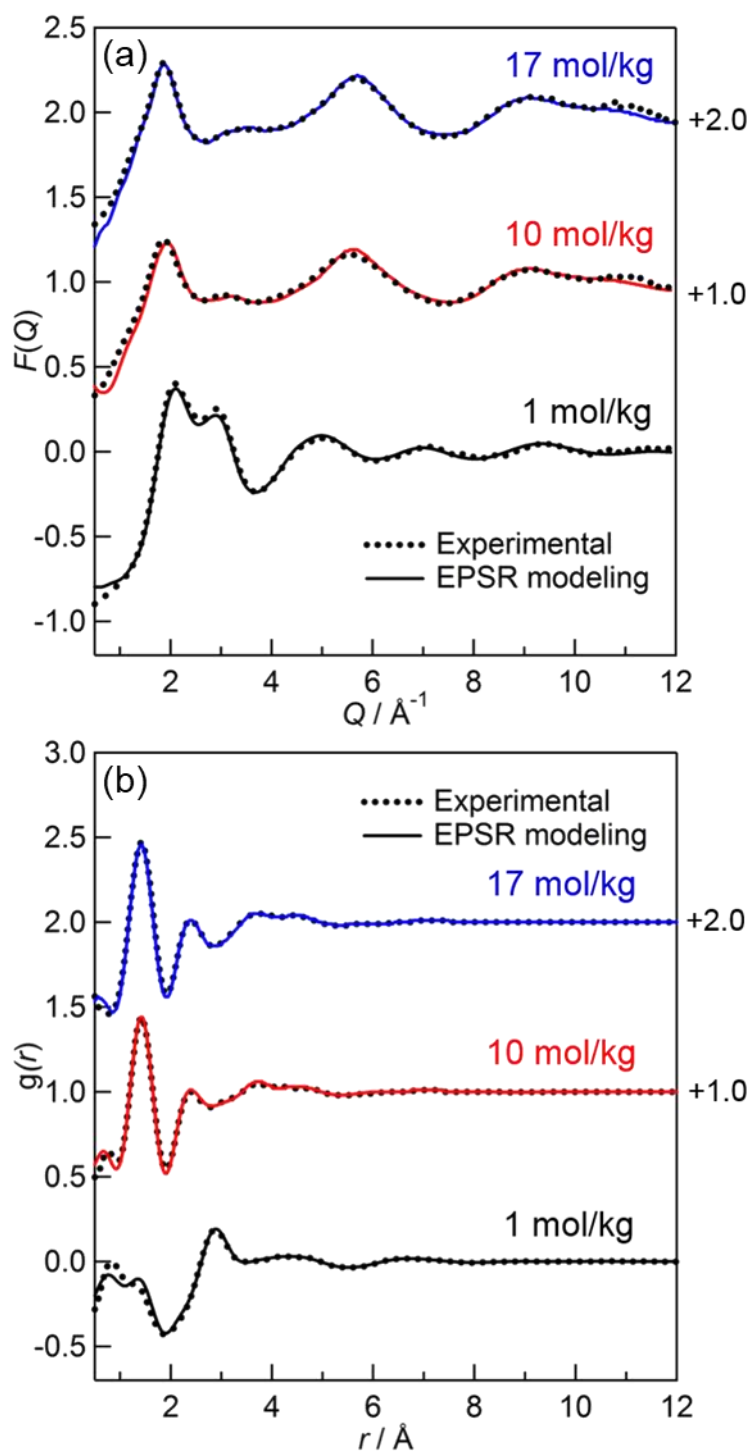 (a)
2.5
2.0
1.5
1.0
0.5
0.0
-0.5
-1.0
F(Q)
17 mol/kg
+2.0
10 mol/kg
+1.0
1 mol/kg
Experimental
EPSR modeling
2 4 6 8 10 12
Q / Å⁻¹
(b)
3.0
2.5
2.0
1.5
1.0
0.5
0.0
-0.5
g(r)
Experimental
EPSR modeling
17 mol/kg
+2.0
10 mol/kg
+1.0
1 mol/kg
2 4 6 8 10 12
r / Å